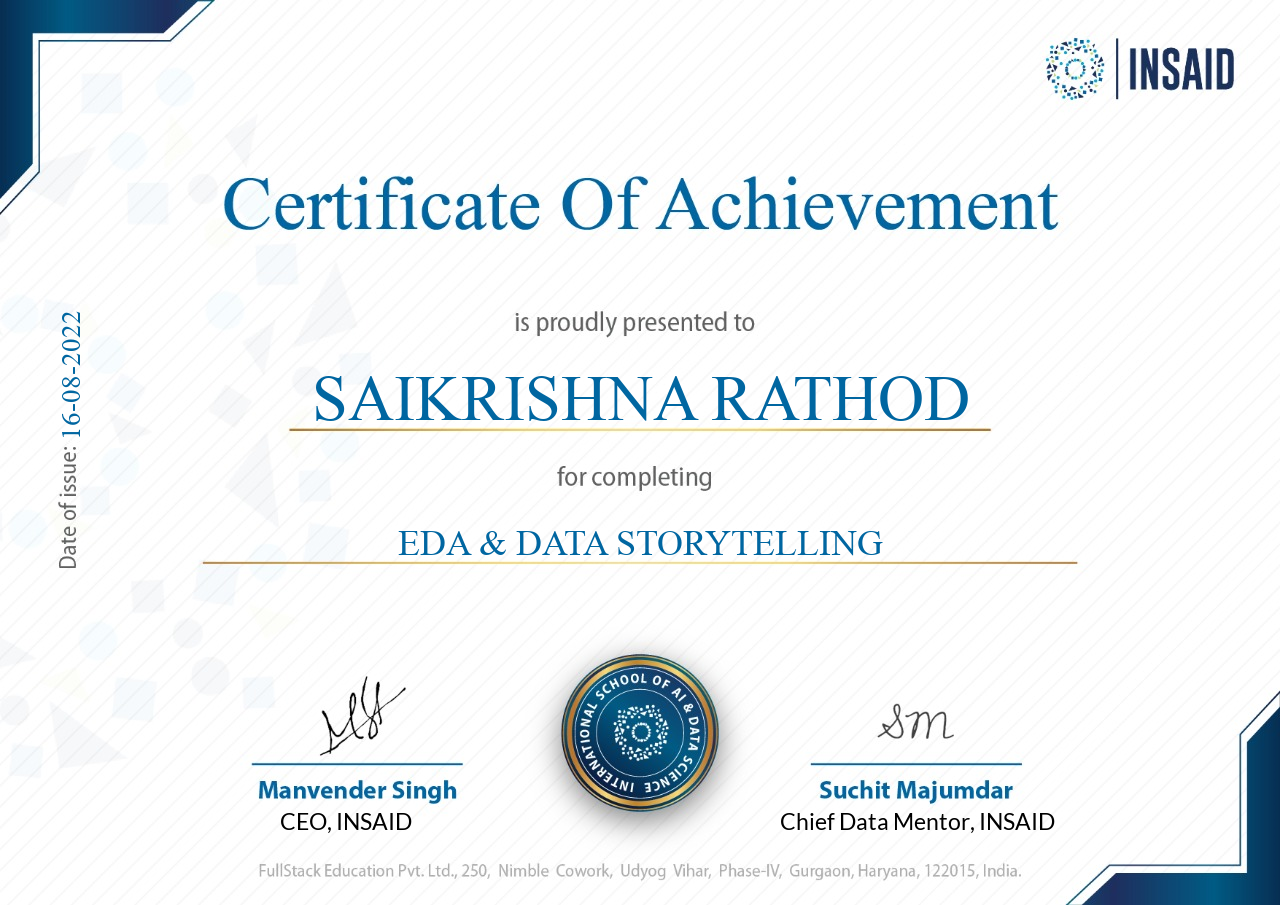 INSAID
Certificate Of Achievement
is proudly presented to
SAIKRISHNA RATHOD
for completing
EDA & DATA STORYTELLING
Date of issue: 16-08-2022
INTERNATIONAL SCHOOL OF AI & DATA SCIENCE
SM
Manvender Singh
CEO, INSAID
Suchit Majumdar
Chief Data Mentor, INSAID
FullStack Education Pvt. Ltd., 250, Nimble Cowork, Udyog Vihar, Phase-IV, Gurgaon, Haryana, 122015, India.